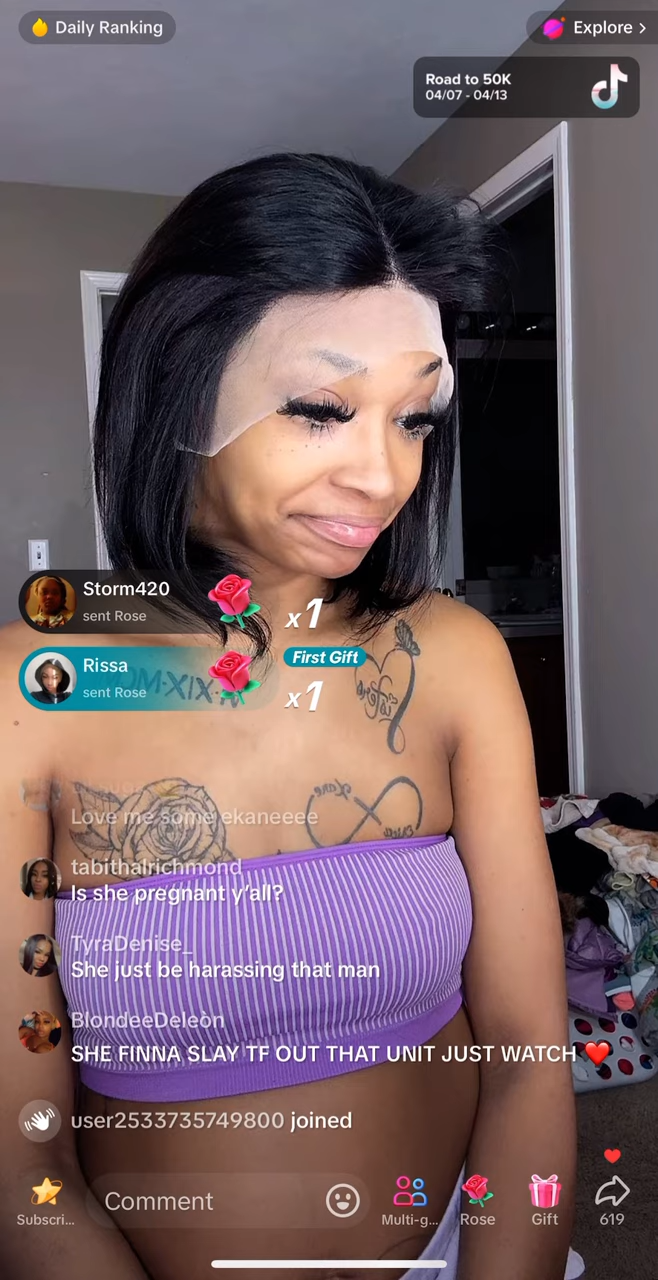 Daily Ranking
Explore >
Road to 50K
04/07 - 04/13
Storm420
sent Rose
x1
Rissa
sent Rose
First Gift
x1
Love me some ekaneeee
tabithalrichmond
Is she pregnant y'all?
TyraDenise_
She just be harassing that man
BlondeeDeleòn
SHE FINNA SLAY TF OUT THAT UNIT JUST WATCH ❤️
user2533735749800 joined
Subscri...
Comment
Multi-g...
Rose
Gift
619